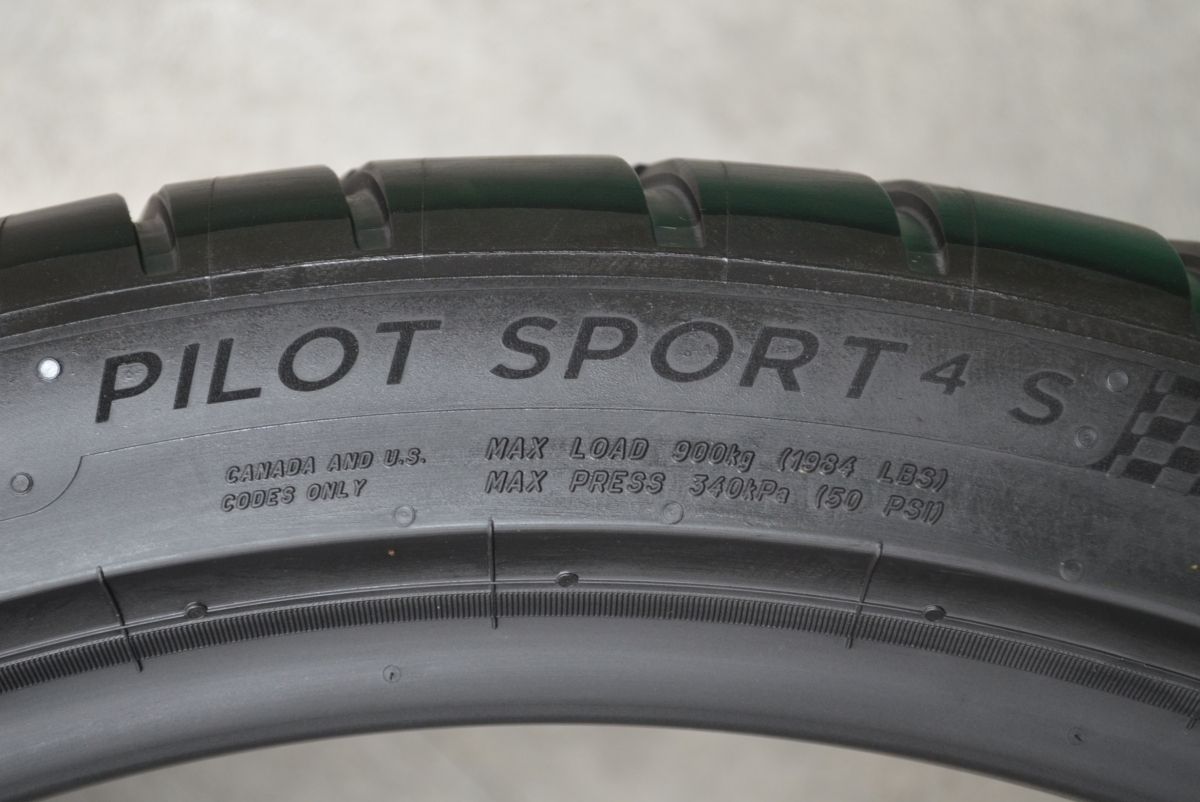 PILOT SPORT 4 S
CANADA AND U.S.
CODES ONLY
MAX LOAD 900kg (1984 LBS)
MAX PRESS 340kPa (50 PSI)